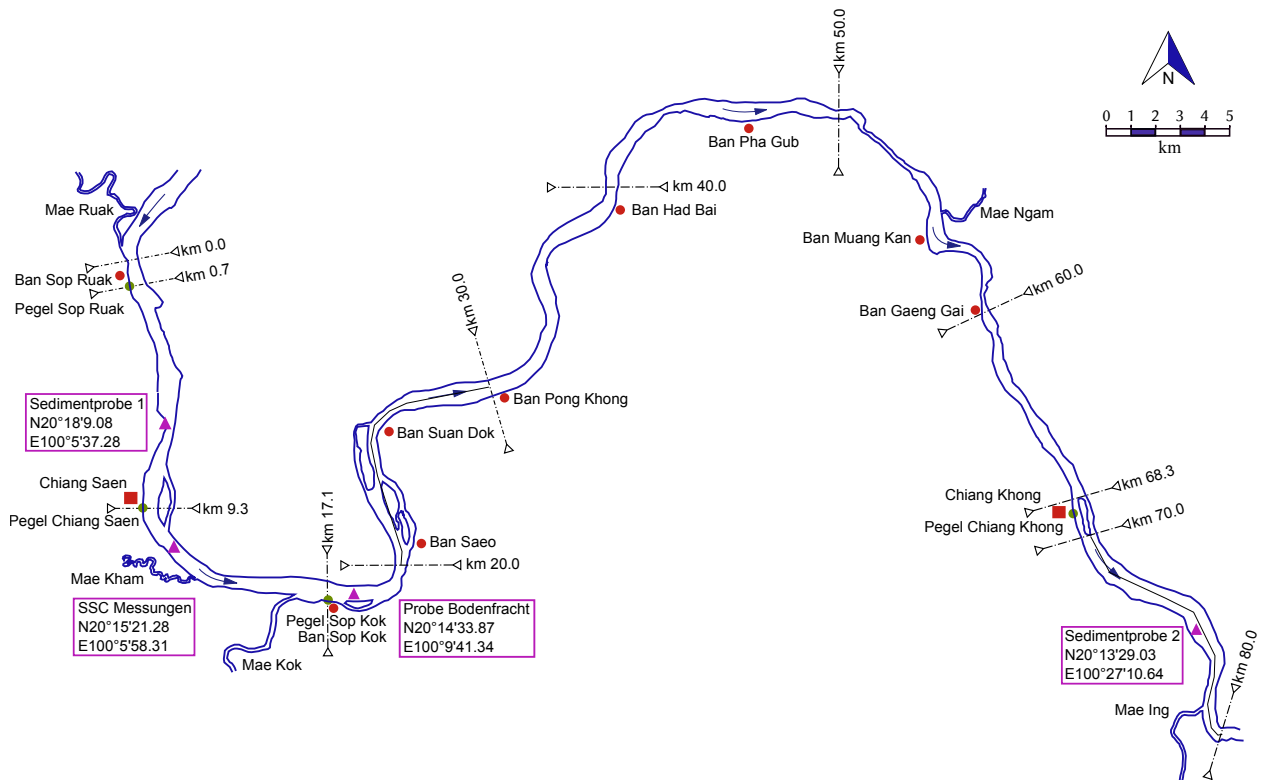 km 50.0
N
0 1 2 3 4 5
km
Ban Pha Gub
Mae Ruak
km 40.0
Ban Had Bai
Mae Ngam
Ban Muang Kan
km 0.0
Ban Sop Ruak
km 0.7
Pegel Sop Ruak
km 30.0
km 60.0
Ban Gaeng Gai
Sedimentprobe 1
N20°18'9.08
E100°5'37.28
Ban Pong Khong
Ban Suan Dok
Chiang Saen
km 9.3
Pegel Chiang Saen
km 17.1
Chiang Khong
km 68.3
Pegel Chiang Khong
km 70.0
Ban Saeo
km 20.0
Mae Kham
SSC Messungen
N20°15'21.28
E100°5'58.31
Pegel Sop Kok
Ban Sop Kok
Probe Bodenfracht
N20°14'33.87
E100°9'41.34
Mae Kok
Sedimentprobe 2
N20°13'29.03
E100°27'10.64
km 80.0
Mae Ing